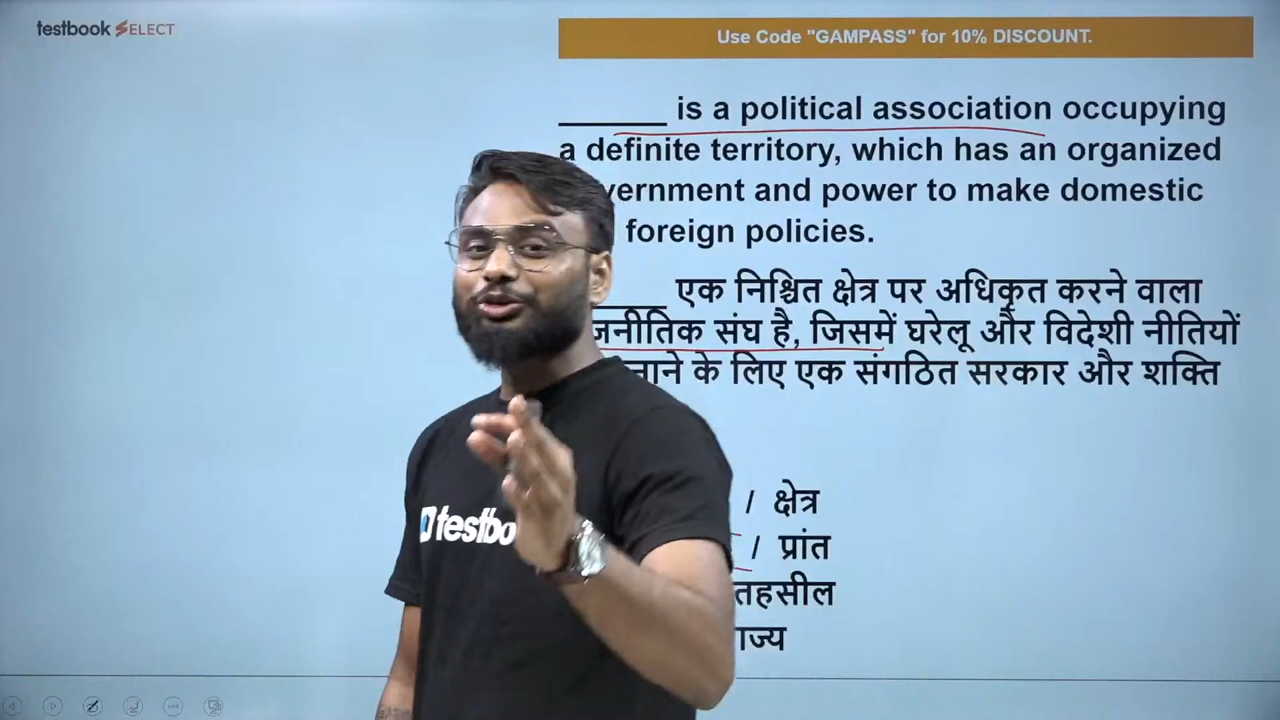 testbook SELECT
Use Code "GAMPASS" for 10% DISCOUNT.
______ is a political association occupying
a definite territory, which has an organized
vernment and power to make domestic
foreign policies.
______ एक निश्चित क्षेत्र पर अधिकृत करने वाला
जनीतिक संघ है, जिसमें घरेलू और विदेशी नीतियों
नाने के लिए एक संगठित सरकार और शक्ति
/ क्षेत्र
/ प्रांत
तहसील
ाज्य
testbo